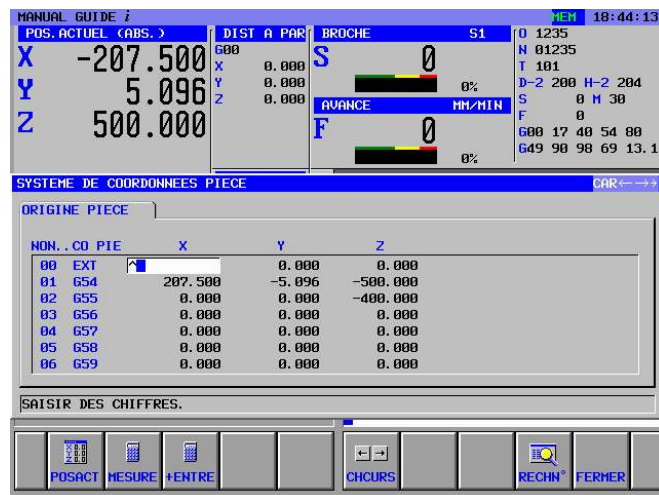 MANUAL GUIDE i MEM 18:44:13
POS.ACTUEL (ABS.)
X -207.500
Y 5.096
Z 500.000
DIST A PAR
G00
X 0.000
Y 0.000
Z 0.000
BROCHE S1
S 0
0%
AVANCE MM/MIN
F 0
0%
O 1235
N 01235
T 101
D-2 200 H-2 204
S 0 M 30
F 0
G00 17 40 54 80
G49 90 98 69 13.1
SYSTEME DE COORDONNEES PIECE CAR←→→
ORIGINE PIECE
NON..CO PIE X Y Z
00 EXT ^ 0.000 0.000
01 G54 207.500 -5.096 -500.000
02 G55 0.000 0.000 -400.000
03 G56 0.000 0.000 0.000
04 G57 0.000 0.000 0.000
05 G58 0.000 0.000 0.000
06 G59 0.000 0.000 0.000
SAISIR DES CHIFFRES.
POSACT MESURE +ENTRE CHCURS RECHN° FERMER